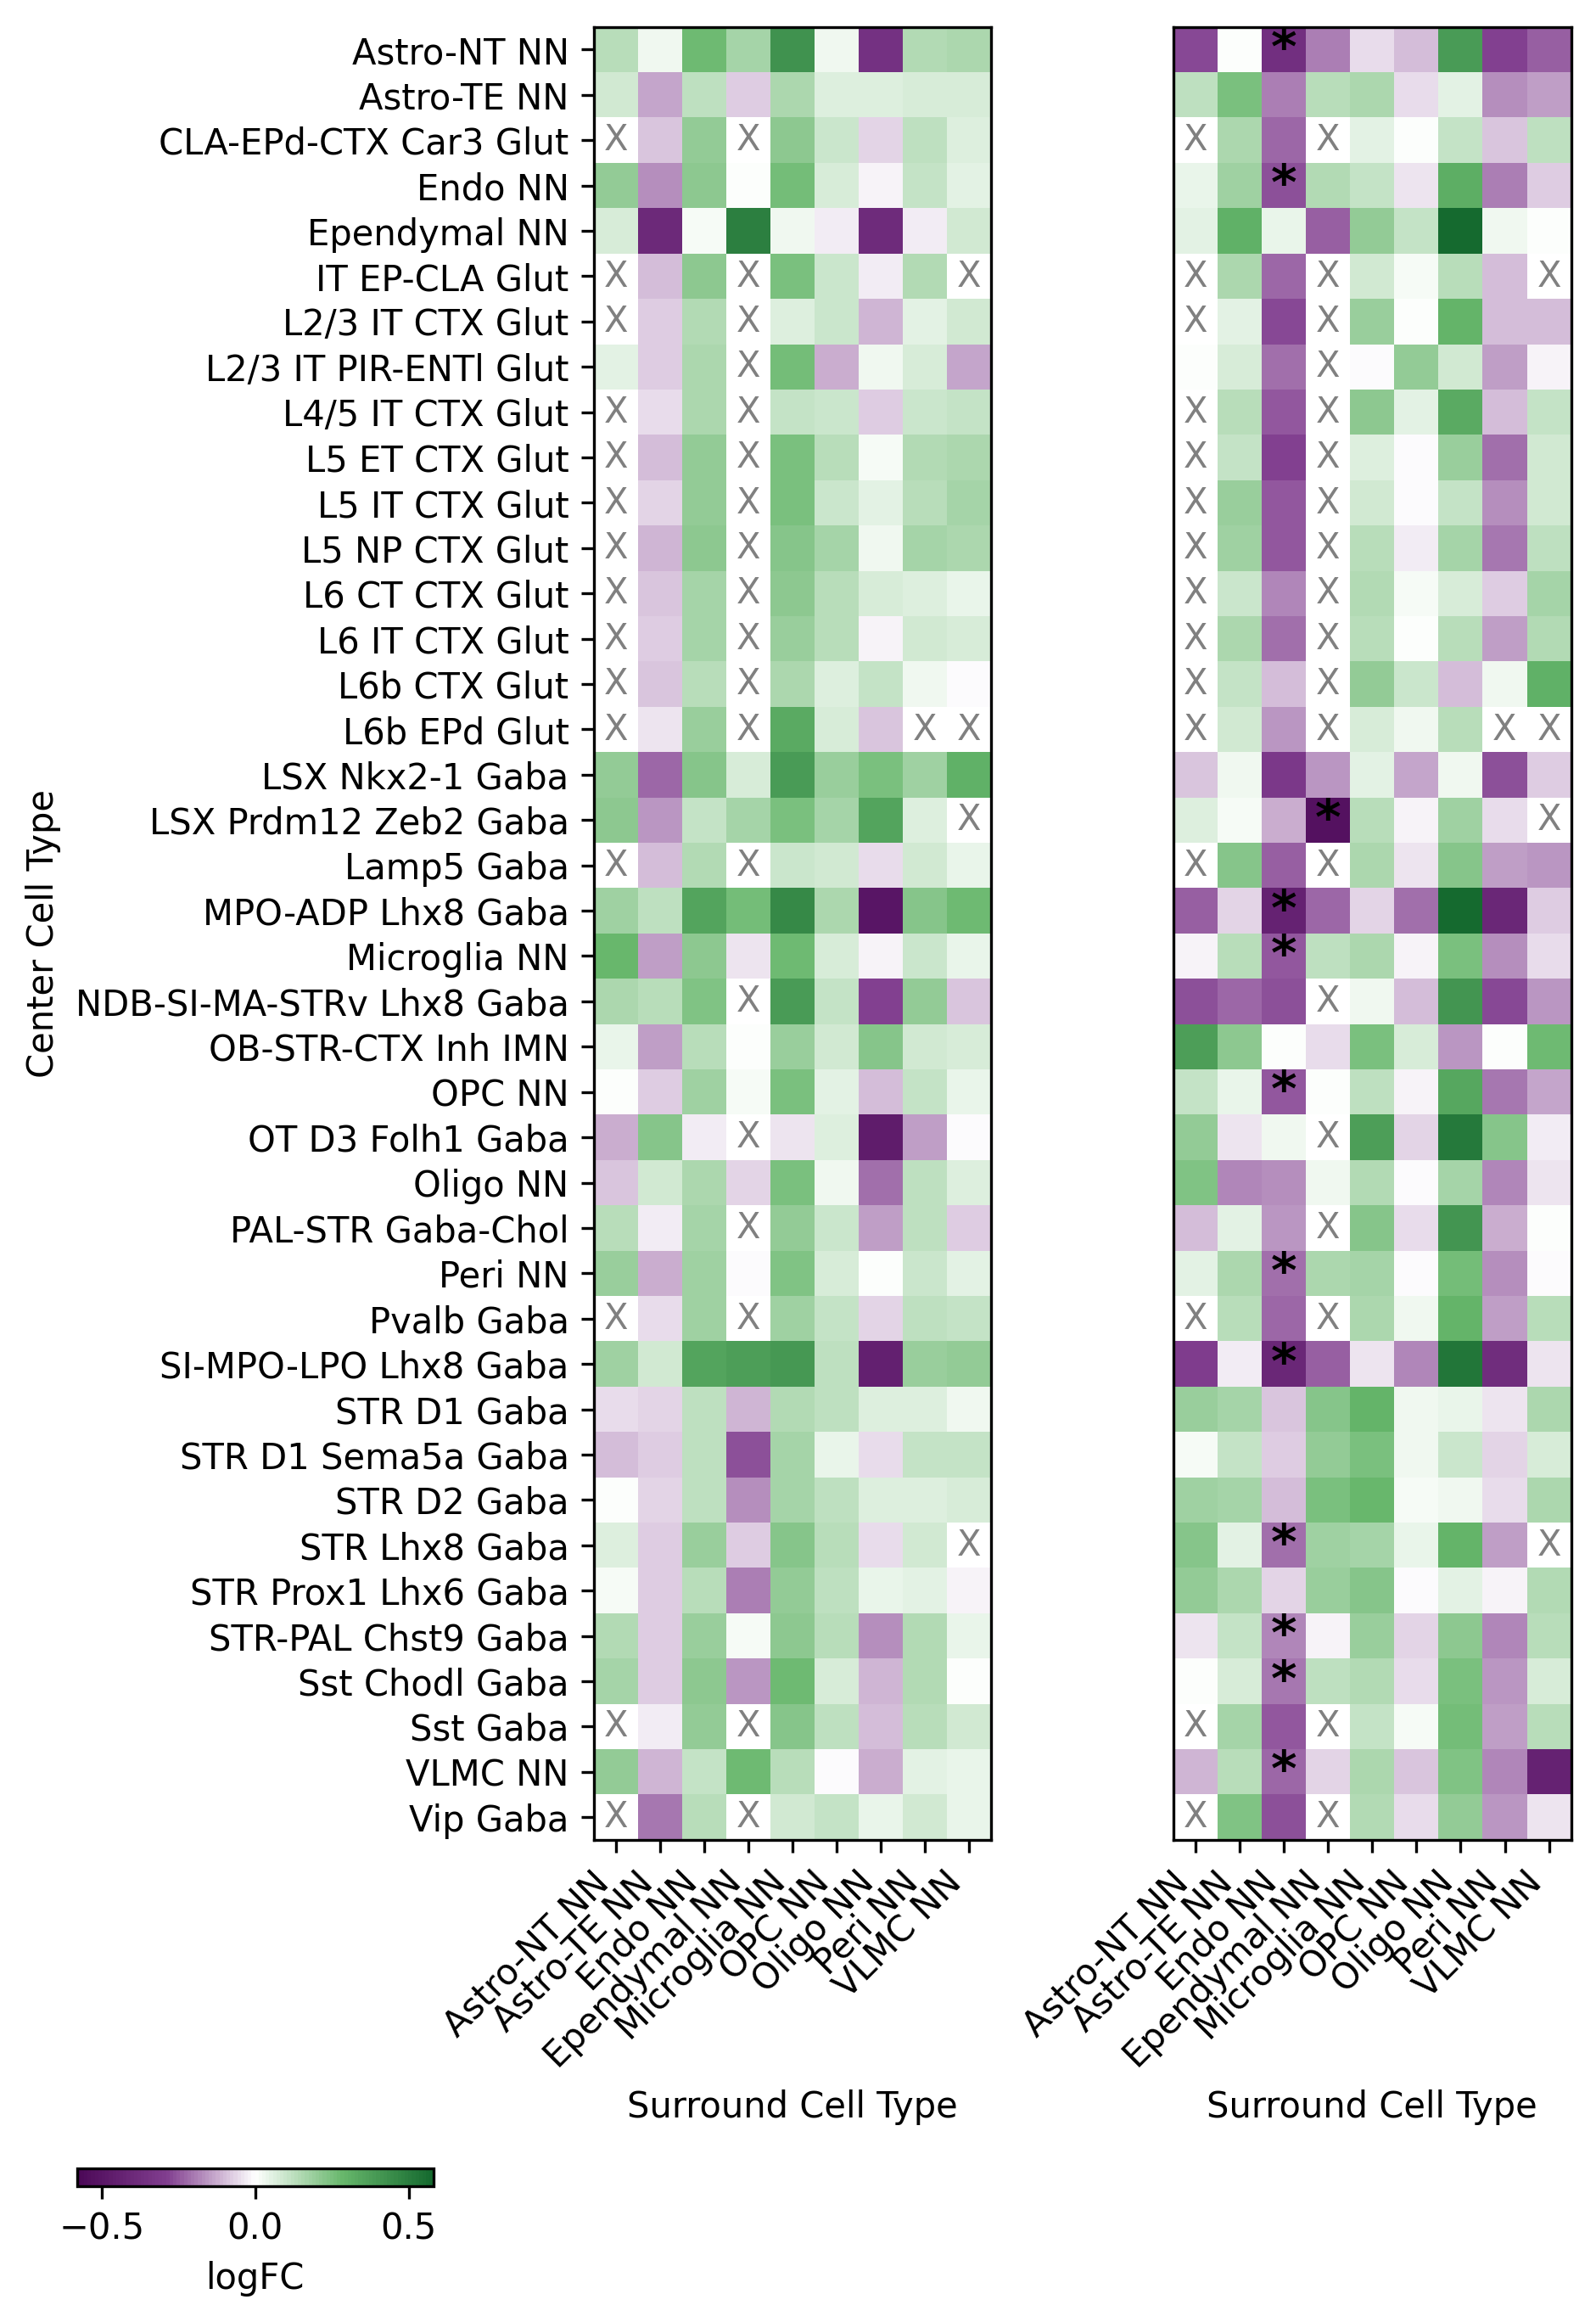 Center Cell Type
Astro-NT NN
Astro-TE NN
CLA-EPd-CTX Car3 Glut
Endo NN
Ependymal NN
IT EP-CLA Glut
L2/3 IT CTX Glut
L2/3 IT PIR-ENTl Glut
L4/5 IT CTX Glut
L5 ET CTX Glut
L5 IT CTX Glut
L5 NP CTX Glut
L6 CT CTX Glut
L6 IT CTX Glut
L6b CTX Glut
L6b EPd Glut
LSX Nkx2-1 Gaba
LSX Prdm12 Zeb2 Gaba
Lamp5 Gaba
MPO-ADP Lhx8 Gaba
Microglia NN
NDB-SI-MA-STRv Lhx8 Gaba
OB-STR-CTX Inh IMN
OPC NN
OT D3 Folh1 Gaba
Oligo NN
PAL-STR Gaba-Chol
Peri NN
Pvalb Gaba
SI-MPO-LPO Lhx8 Gaba
STR D1 Gaba
STR D1 Sema5a Gaba
STR D2 Gaba
STR Lhx8 Gaba
STR Prox1 Lhx6 Gaba
STR-PAL Chst9 Gaba
Sst Chodl Gaba
Sst Gaba
VLMC NN
Vip Gaba
Astro-NT NN
Astro-TE NN
Endo NN
Ependymal NN
Microglia NN
OPC NN
Oligo NN
Peri NN
VLMC NN
Surround Cell Type
Astro-NT NN
Astro-TE NN
Endo NN
Ependymal NN
Microglia NN
OPC NN
Oligo NN
Peri NN
VLMC NN
Surround Cell Type
−0.5 0.0 0.5
logFC